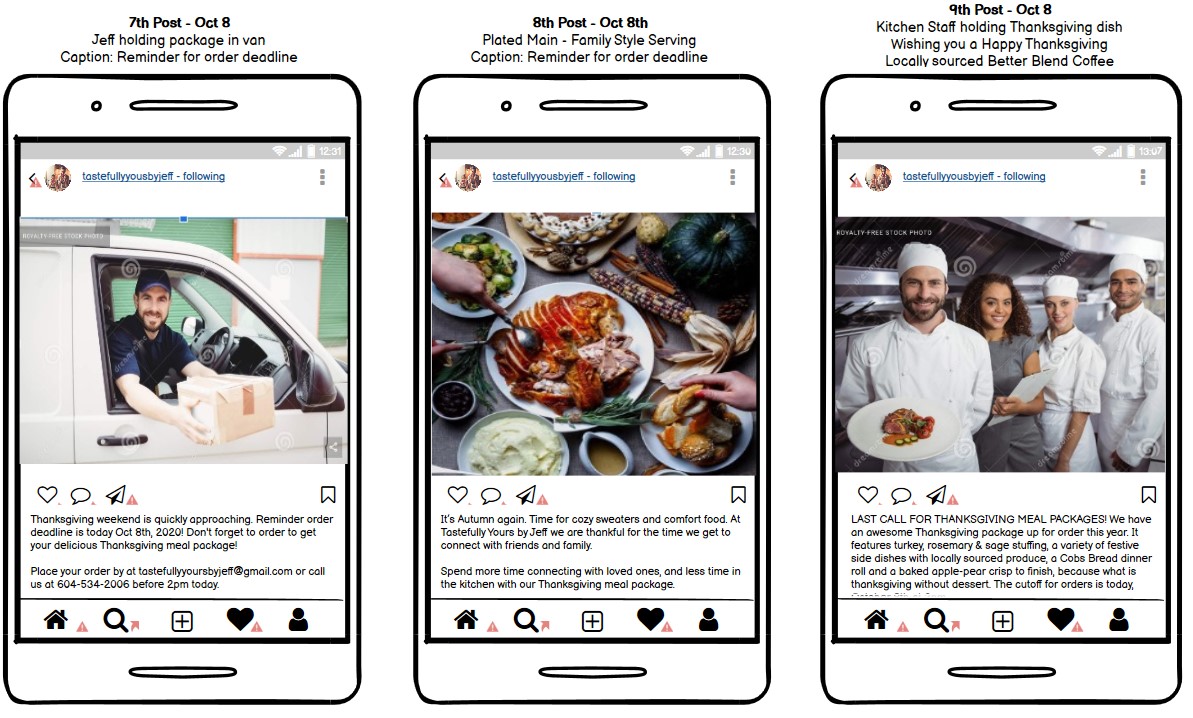 7th Post - Oct 8
Jeff holding package in van
Caption: Reminder for order deadline
12:31
tastefullyyousbyjeff - following
ROYALTY-FREE STOCK PHOTO
Thanksgiving weekend is quickly approaching. Reminder order
deadline is today Oct 8th, 2020! Don't forget to order to get
your delicious Thanksgiving meal package!
Place your order by at tastefullyyoursbyjeff@gmail.com or call
us at 604-534-2006 before 2pm today.
8th Post - Oct 8th
Plated Main - Family Style Serving
Caption: Reminder for order deadline
12:30
tastefullyyousbyjeff - following
It's Autumn again. Time for cozy sweaters and comfort food. At
Tastefully Yours by Jeff we are thankful for the time we get to
connect with friends and family.
Spend more time connecting with loved ones, and less time in
the kitchen with our Thanksgiving meal package.
9th Post - Oct 8
Kitchen Staff holding Thanksgiving dish
Wishing you a Happy Thanksgiving
Locally sourced Better Blend Coffee
13:07
tastefullyyousbyjeff - following
ROYALTY-FREE STOCK PHOTO
LAST CALL FOR THANKSGIVING MEAL PACKAGES! We have
an awesome Thanksgiving package up for order this year. It
features turkey, rosemary & sage stuffing, a variety of festive
side dishes with locally sourced produce, a Cobs Bread dinner
roll and a baked apple-pear crisp to finish, because what is
thanksgiving without dessert. The cutoff for orders is today,